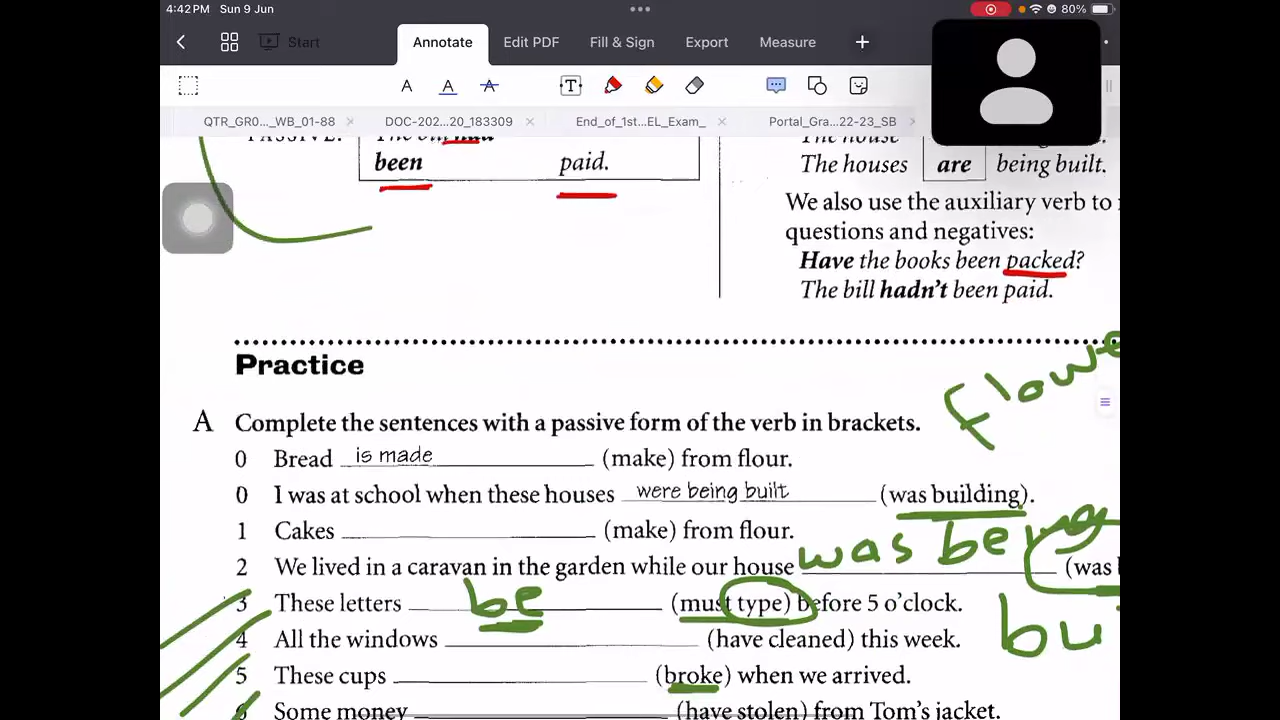 4:42 PM Sun 9 Jun 80%
Start Annotate Edit PDF Fill & Sign Export Measure
QTR_GR0..._WB_01-88 DOC-202...20_183309 End_of_1st...EL_Exam_ Portal_Gra...22-23_SB
had
been paid.
The house
The houses are being built.
We also use the auxiliary verb to
questions and negatives:
Have the books been packed?
The bill hadn't been paid.
Practice
A Complete the sentences with a passive form of the verb in brackets.
0 Bread is made (make) from flour.
0 I was at school when these houses were being built (was building).
1 Cakes (make) from flour.
2 We lived in a caravan in the garden while our house was being (was
3 These letters be (must type) before 5 o'clock.
4 All the windows (have cleaned) this week.
5 These cups (broke) when we arrived.
6 Some money (have stolen) from Tom's jacket.